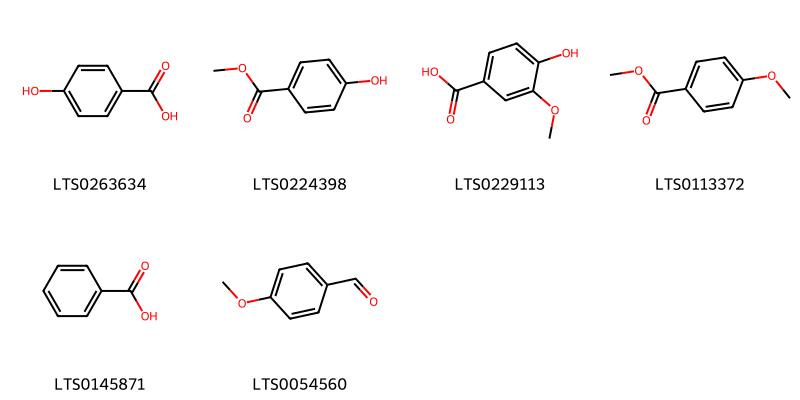 HO O OH
LTS0263634
O O OH
LTS0224398
HO O OH O
LTS0229113
O O O
LTS0113372
O OH
LTS0145871
O O
LTS0054560